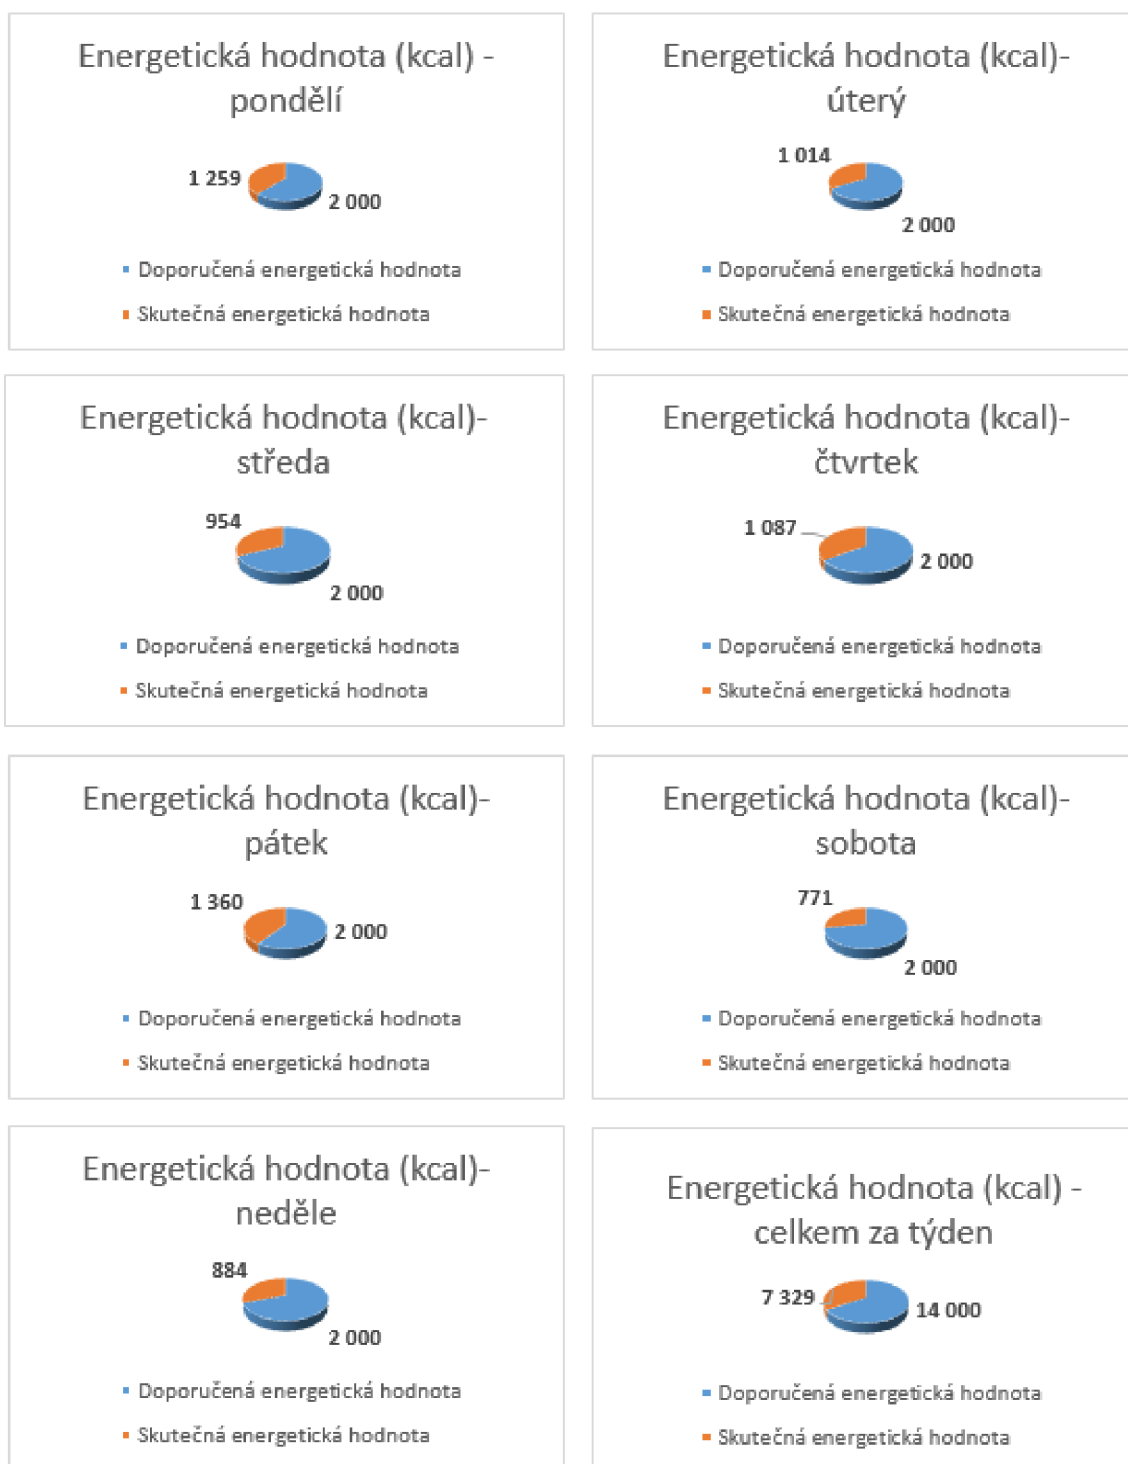 Energetická hodnota (kcal) -
pondělí
1 259
2 000
Doporučená energetická hodnota
Skutečná energetická hodnota
Energetická hodnota (kcal)-
úterý
1 014
2 000
Doporučená energetická hodnota
Skutečná energetická hodnota
Energetická hodnota (kcal)-
středa
954
2 000
Doporučená energetická hodnota
Skutečná energetická hodnota
Energetická hodnota (kcal)-
čtvrtek
1 087
2 000
Doporučená energetická hodnota
Skutečná energetická hodnota
Energetická hodnota (kcal)-
pátek
1 360
2 000
Doporučená energetická hodnota
Skutečná energetická hodnota
Energetická hodnota (kcal)-
sobota
771
2 000
Doporučená energetická hodnota
Skutečná energetická hodnota
Energetická hodnota (kcal)-
neděle
884
2 000
Doporučená energetická hodnota
Skutečná energetická hodnota
Energetická hodnota (kcal) -
celkem za týden
7 329
14 000
Doporučená energetická hodnota
Skutečná energetická hodnota